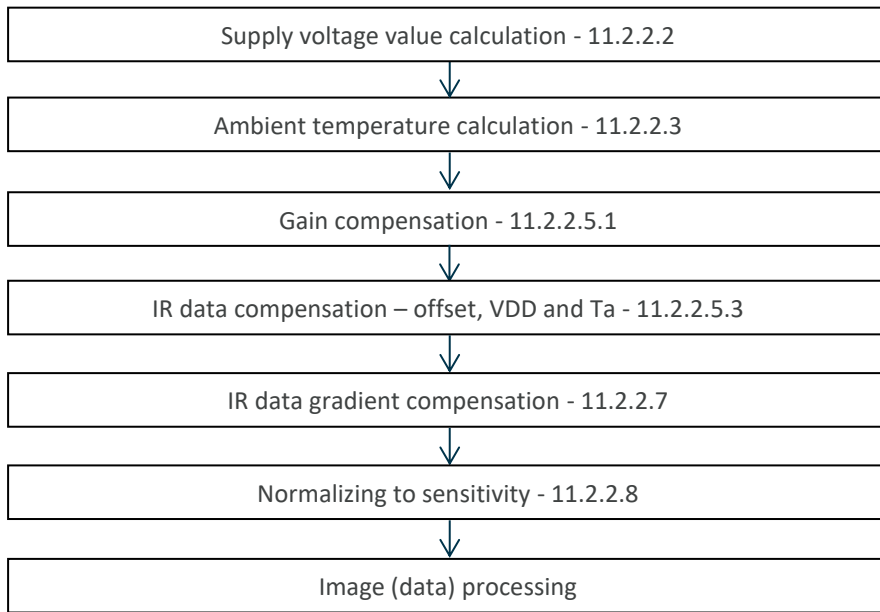 Supply voltage value calculation - 11.2.2.2
Ambient temperature calculation - 11.2.2.3
Gain compensation - 11.2.2.5.1
IR data compensation – offset, VDD and Ta - 11.2.2.5.3
IR data gradient compensation - 11.2.2.7
Normalizing to sensitivity - 11.2.2.8
Image (data) processing